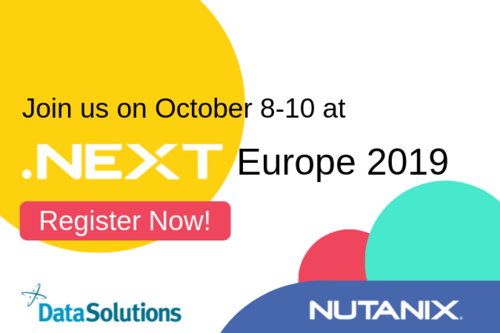 Join us on October 8-10 at
.NEXT Europe 2019
Register Now!
DataSolutions
NUTANIX.